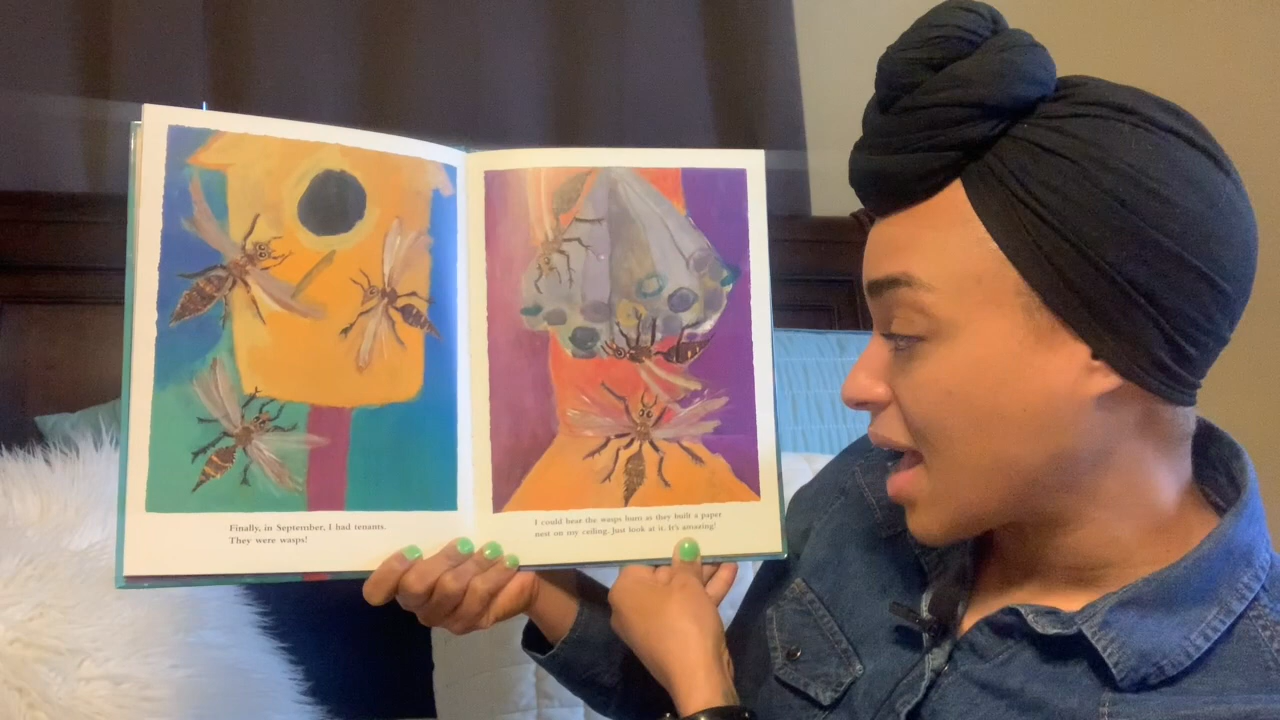 Finally, in September, I had tenants.
They were wasps!
I could hear the wasps hum as they built a paper
nest on my ceiling. Just look at it. It's amazing!